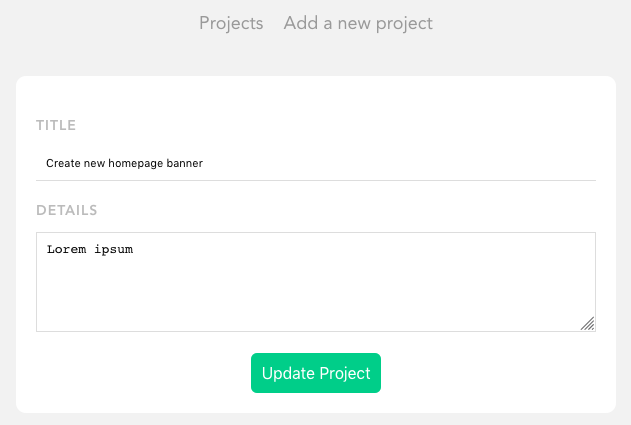 Projects Add a new project
TITLE
Create new homepage banner
DETAILS
Lorem ipsum
Update Project